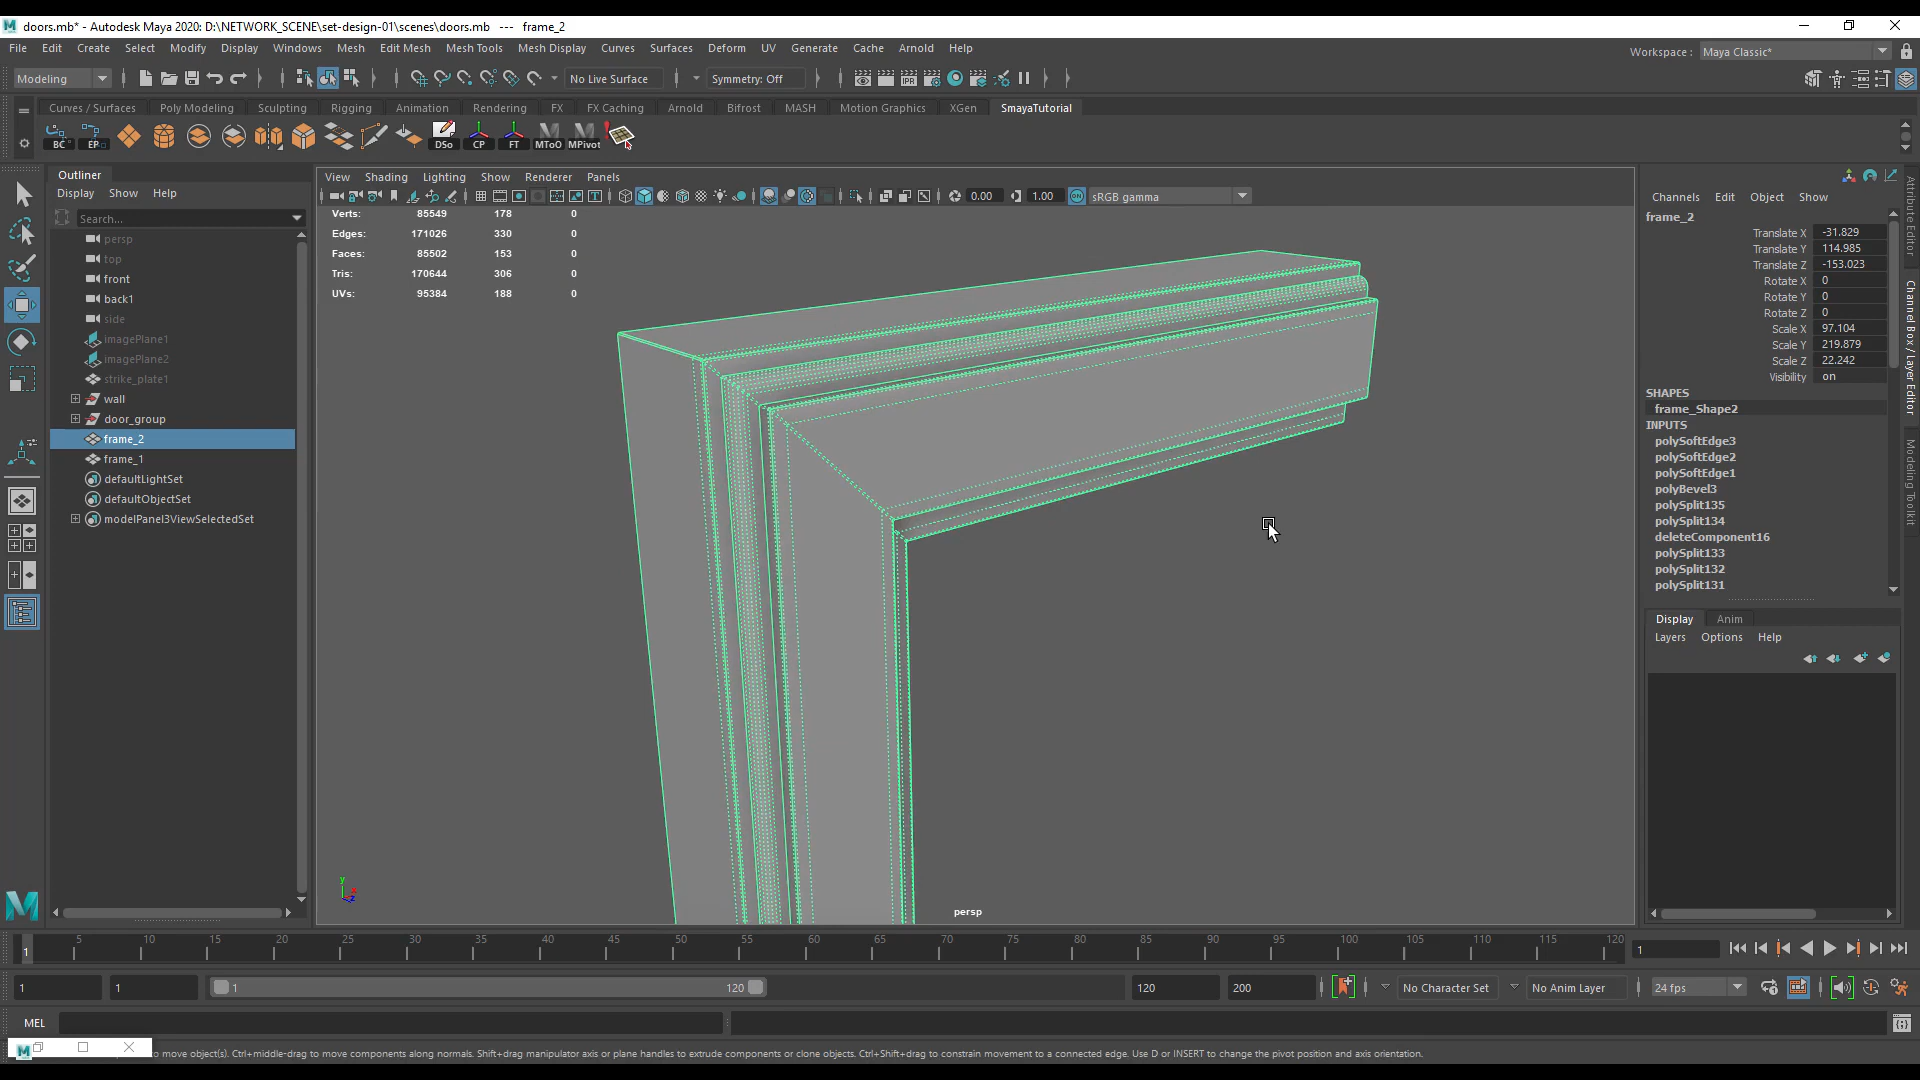 doors.mb* - Autodesk Maya 2020: D:\NETWORK_SCENE\set-design-01\scenes\doors.mb --- frame_2
File Edit Create Select Modify Display Windows Mesh Edit Mesh Mesh Tools Mesh Display Curves Surfaces Deform UV Generate Cache Arnold Help
Workspace : Maya Classic*
Modeling
No Live Surface
Symmetry: Off
Curves / Surfaces Poly Modeling Sculpting Rigging Animation Rendering FX FX Caching Arnold Bifrost MASH Motion Graphics XGen SmayaTutorial
BC EP DSo CP FT MToO MPivot
Outliner
Display Show Help
Search...
persp
top
front
back1
side
imagePlane1
imagePlane2
strike_plate1
wall
door_group
frame_2
frame_1
defaultLightSet
defaultObjectSet
modelPanel3ViewSelectedSet
View Shading Lighting Show Renderer Panels
0.00 1.00 sRGB gamma
Verts: 85549 178 0
Edges: 171026 330 0
Faces: 85502 153 0
Tris: 170644 306 0
UVs: 95384 188 0
y x z
persp
Channels Edit Object Show
frame_2
Translate X -31.829
Translate Y 114.985
Translate Z -153.023
Rotate X 0
Rotate Y 0
Rotate Z 0
Scale X 97.104
Scale Y 219.879
Scale Z 22.242
Visibility on
SHAPES
frame_Shape2
INPUTS
polySoftEdge3
polySoftEdge2
polySoftEdge1
polyBevel3
polySplit135
polySplit134
deleteComponent16
polySplit133
polySplit132
polySplit131
Display Anim
Layers Options Help
Attribute Editor
Channel Box / Layer Editor
Modeling Toolkit
1 5 10 15 20 25 30 35 40 45 50 55 60 65 70 75 80 85 90 95 100 105 110 115 120 1
1 1 1 120 120 200 No Character Set No Anim Layer 24 fps
MEL
to move object(s). Ctrl+middle-drag to move components along normals. Shift+drag manipulator axis or plane handles to extrude components or clone objects. Ctrl+Shift+drag to constrain movement to a connected edge. Use D or INSERT to change the pivot position and axis orientation.